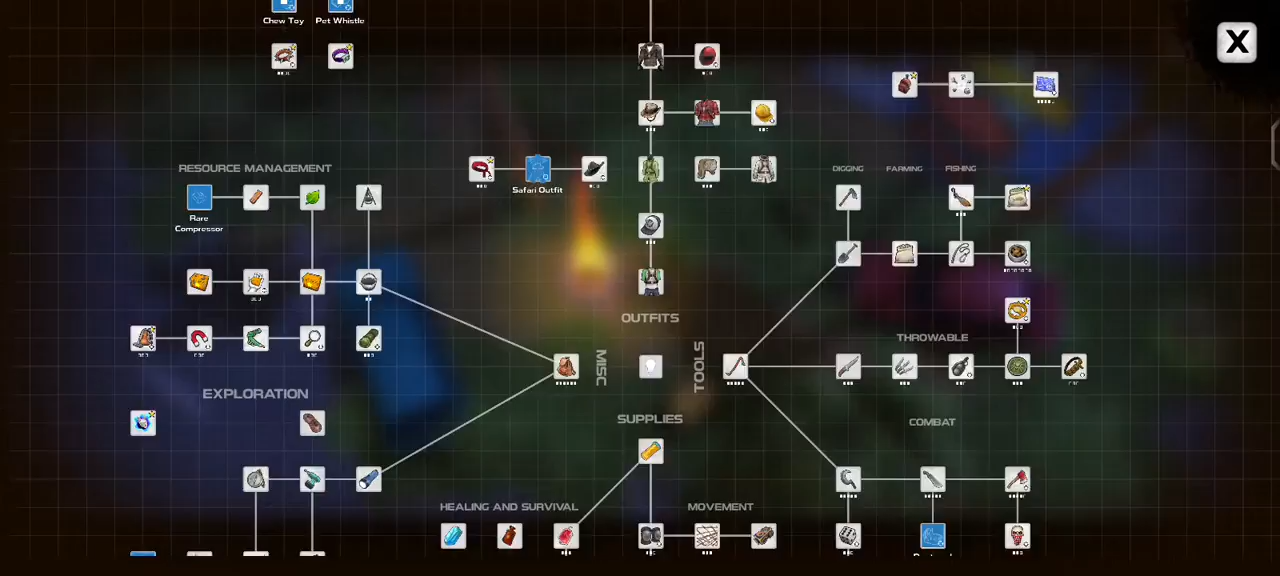 Chew Toy
Pet Whistle
X
RESOURCE MANAGEMENT
Rare
Compressor
Safari Outfit
DIGGING
FARMING
FISHING
OUTFITS
MISC
TOOLS
THROWABLE
EXPLORATION
SUPPLIES
COMBAT
HEALING AND SURVIVAL
MOVEMENT